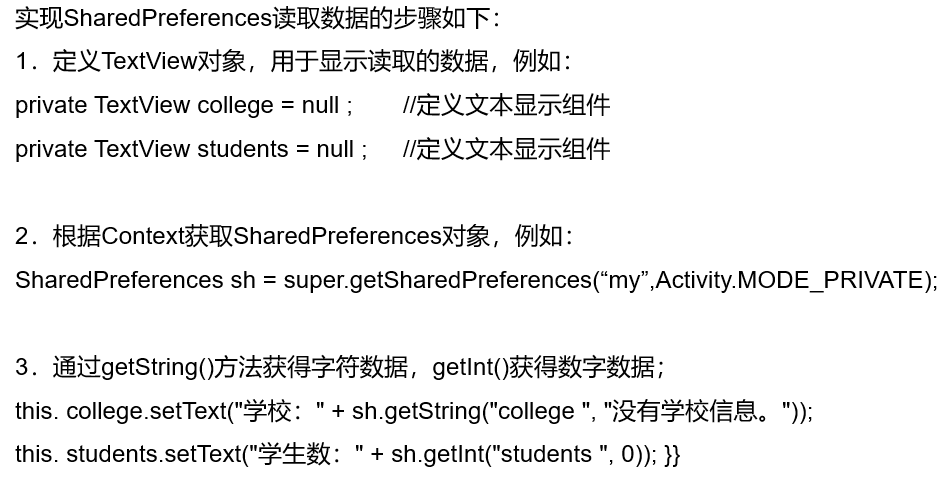 实现SharedPreferences读取数据的步骤如下：
1．定义TextView对象，用于显示读取的数据，例如：
private TextView college = null ;        //定义文本显示组件
private TextView students = null ;      //定义文本显示组件
2．根据Context获取SharedPreferences对象，例如：
SharedPreferences sh = super.getSharedPreferences(“my”,Activity.MODE_PRIVATE);
3．通过getString()方法获得字符数据，getInt()获得数字数据；
this. college.setText("学校：" + sh.getString("college ", "没有学校信息。"));
this. students.setText("学生数：" + sh.getInt("students ", 0)); }}